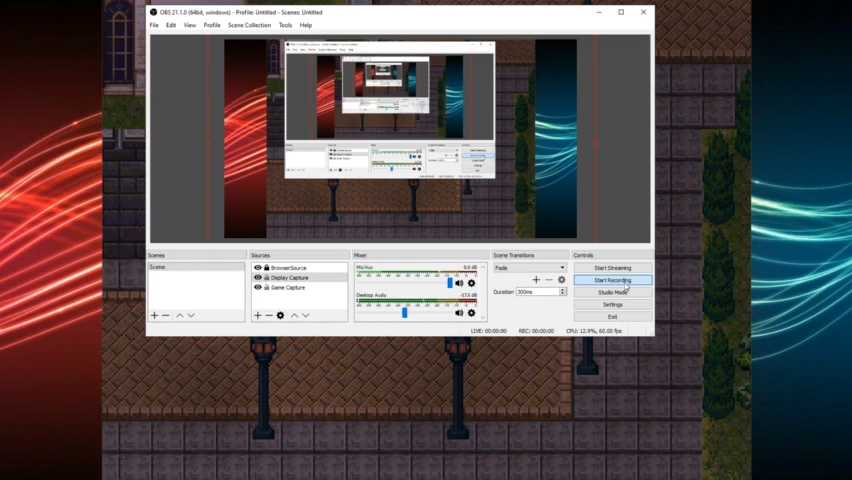 OBS 21.1.0 (64bit, windows) - Profile: Untitled - Scenes: Untitled
File Edit View Profile Scene Collection Tools Help
Scenes Sources Mixer Scene Transitions Controls
Scene
BrowserSource
Display Capture
Game Capture
Mic/Aux 0.0 dB
Desktop Audio -17.5 dB
Fade
Duration 300ms
Start Streaming
Start Recording
Studio Mode
Settings
Exit
LIVE: 00:00:00 REC: 00:00:00 CPU: 12.9%, 60.00 fps